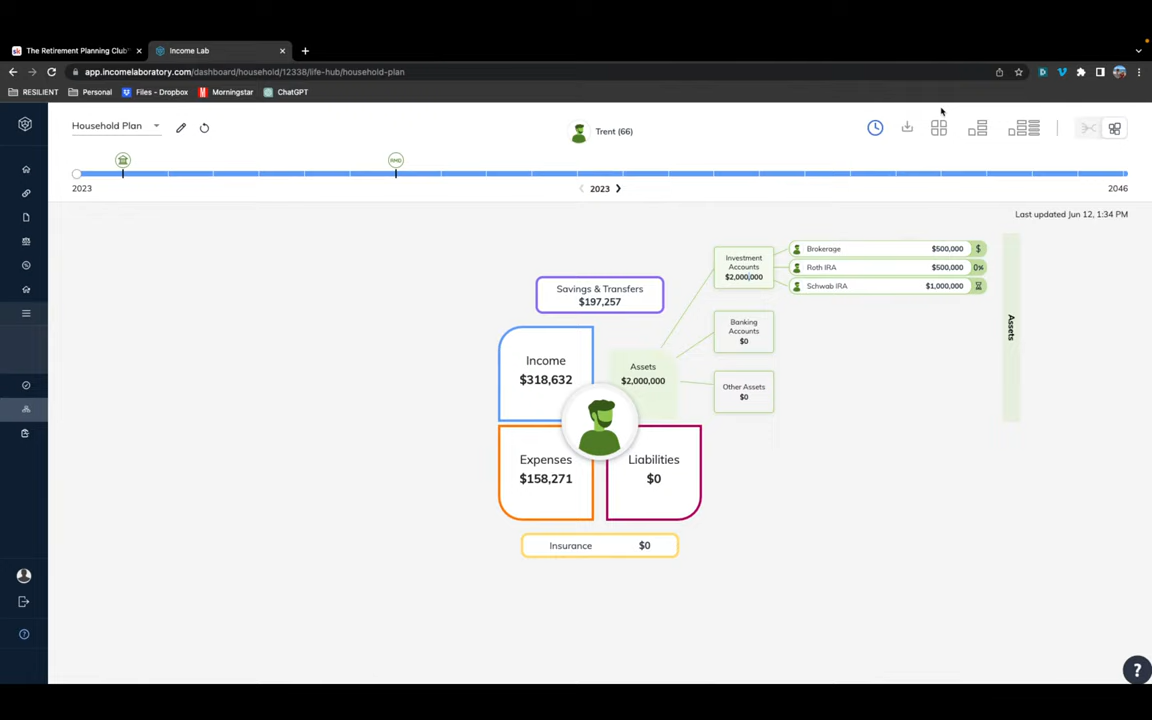 The Retirement Planning Club"
Income Lab
app.incomelaboratory.com/dashboard/household/12338/life-hub/household-plan
RESILIENT
Personal
Files - Dropbox
Morningstar
ChatGPT
Household Plan
Trent (66)
RMD
2023
2023
2046
Last updated Jun 12, 1:34 PM
Savings & Transfers
$197,257
Income
$318,632
Assets
$2,000,000
Expenses
$158,271
Liabilities
$0
Insurance $0
Investment
Accounts
$2,000,000
Banking
Accounts
$0
Other Assets
$0
Brokerage $500,000 $
Roth IRA $500,000 0%
Schwab IRA $1,000,000
Assets
?
?